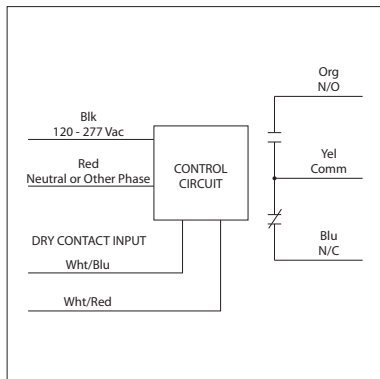 Blk
120 - 277 Vac
Red
Neutral or Other Phase
DRY CONTACT INPUT
Wht/Blu
Wht/Red
CONTROL
CIRCUIT
Org
N/O
Yel
Comm
Blu
N/C